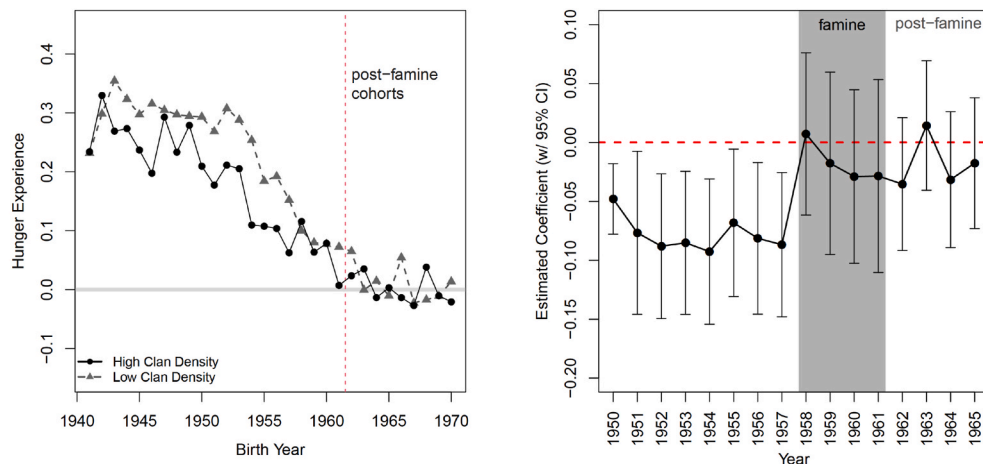 post−famine
cohorts
Hunger Experience
0.4
0.3
0.2
0.1
0.0
−0.1
High Clan Density
Low Clan Density
1940 1945 1950 1955 1960 1965 1970
Birth Year
famine post−famine
Estimated Coefficient (w/ 95% CI)
0.10
0.05
0.00
−0.05
−0.10
−0.15
−0.20
1950 1951 1952 1953 1954 1955 1956 1957 1958 1959 1960 1961 1962 1963 1964 1965
Year